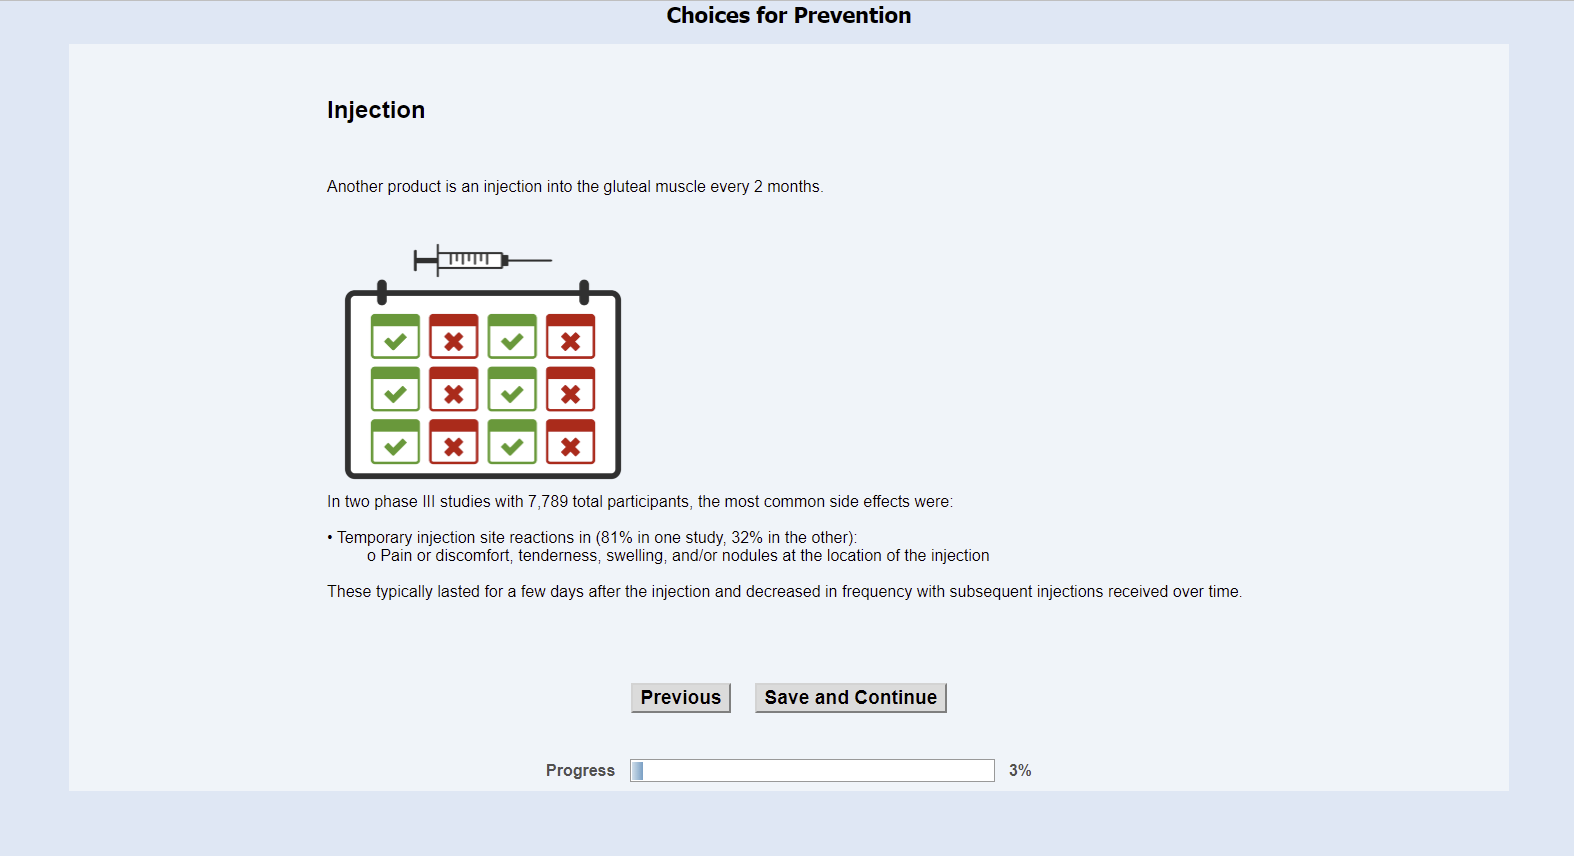 Choices for Prevention
Injection
Another product is an injection into the gluteal muscle every 2 months.
In two phase III studies with 7,789 total participants, the most common side effects were:
• Temporary injection site reactions in (81% in one study, 32% in the other):
o Pain or discomfort, tenderness, swelling, and/or nodules at the location of the injection
These typically lasted for a few days after the injection and decreased in frequency with subsequent injections received over time.
Previous
Save and Continue
Progress
3%